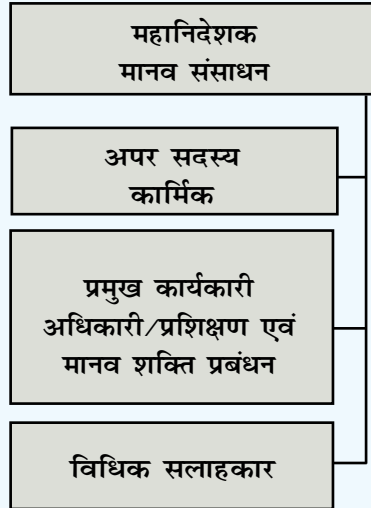 महानिदेशक
मानव संसाधन
अपर सदस्य
कार्मिक
प्रमुख कार्यकारी
अधिकारी/प्रशिक्षण एवं
मानव शक्ति प्रबंधन
विधिक सलाहकार